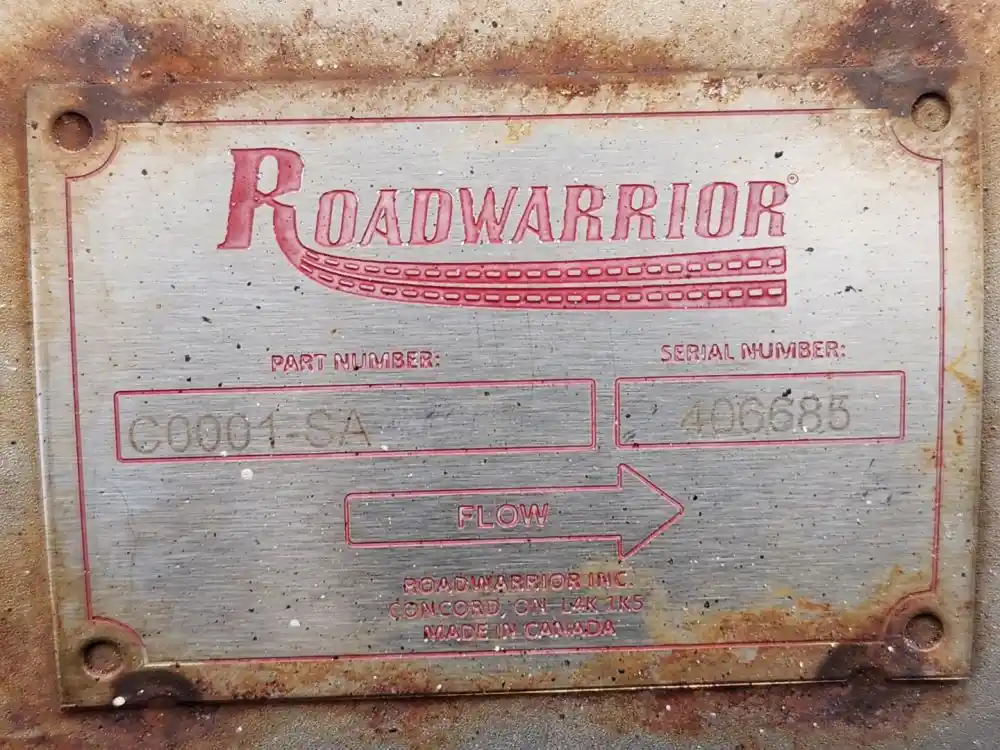 ROADWARRIOR®
PART NUMBER: SERIAL NUMBER:
C0001-SA 406685
FLOW
ROADWARRIOR INC.
CONCORD, ON L4K 1K5
MADE IN CANADA